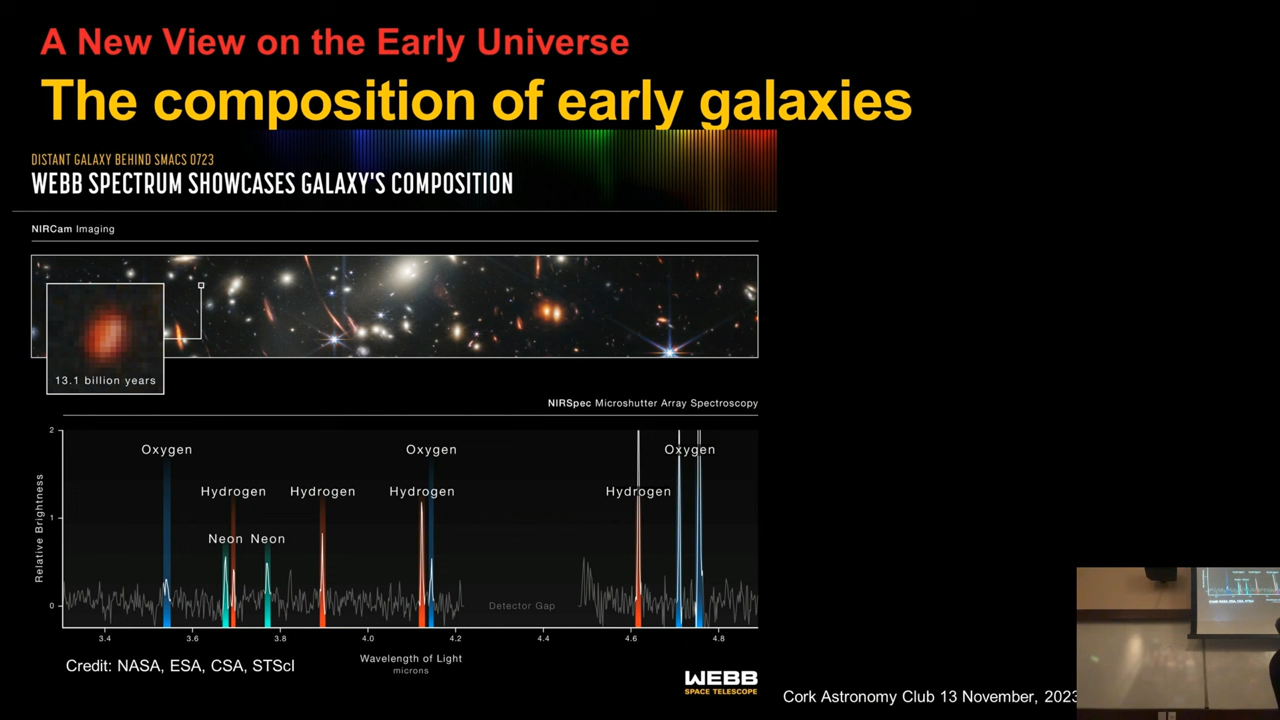 A New View on the Early Universe
The composition of early galaxies
DISTANT GALAXY BEHIND SMACS 0723
WEBB SPECTRUM SHOWCASES GALAXY'S COMPOSITION
NIRCam Imaging
13.1 billion years
NIRSpec Microshutter Array Spectroscopy
2
Oxygen Oxygen Oxygen
Hydrogen Hydrogen Hydrogen Hydrogen
1
Neon Neon
Relative Brightness
0
Detector Gap
3.4 3.6 3.8 4.0 4.2 4.4 4.6 4.8
Wavelength of Light
microns
Credit: NASA, ESA, CSA, STScI
WEBB
SPACE TELESCOPE
Cork Astronomy Club 13 November, 2023